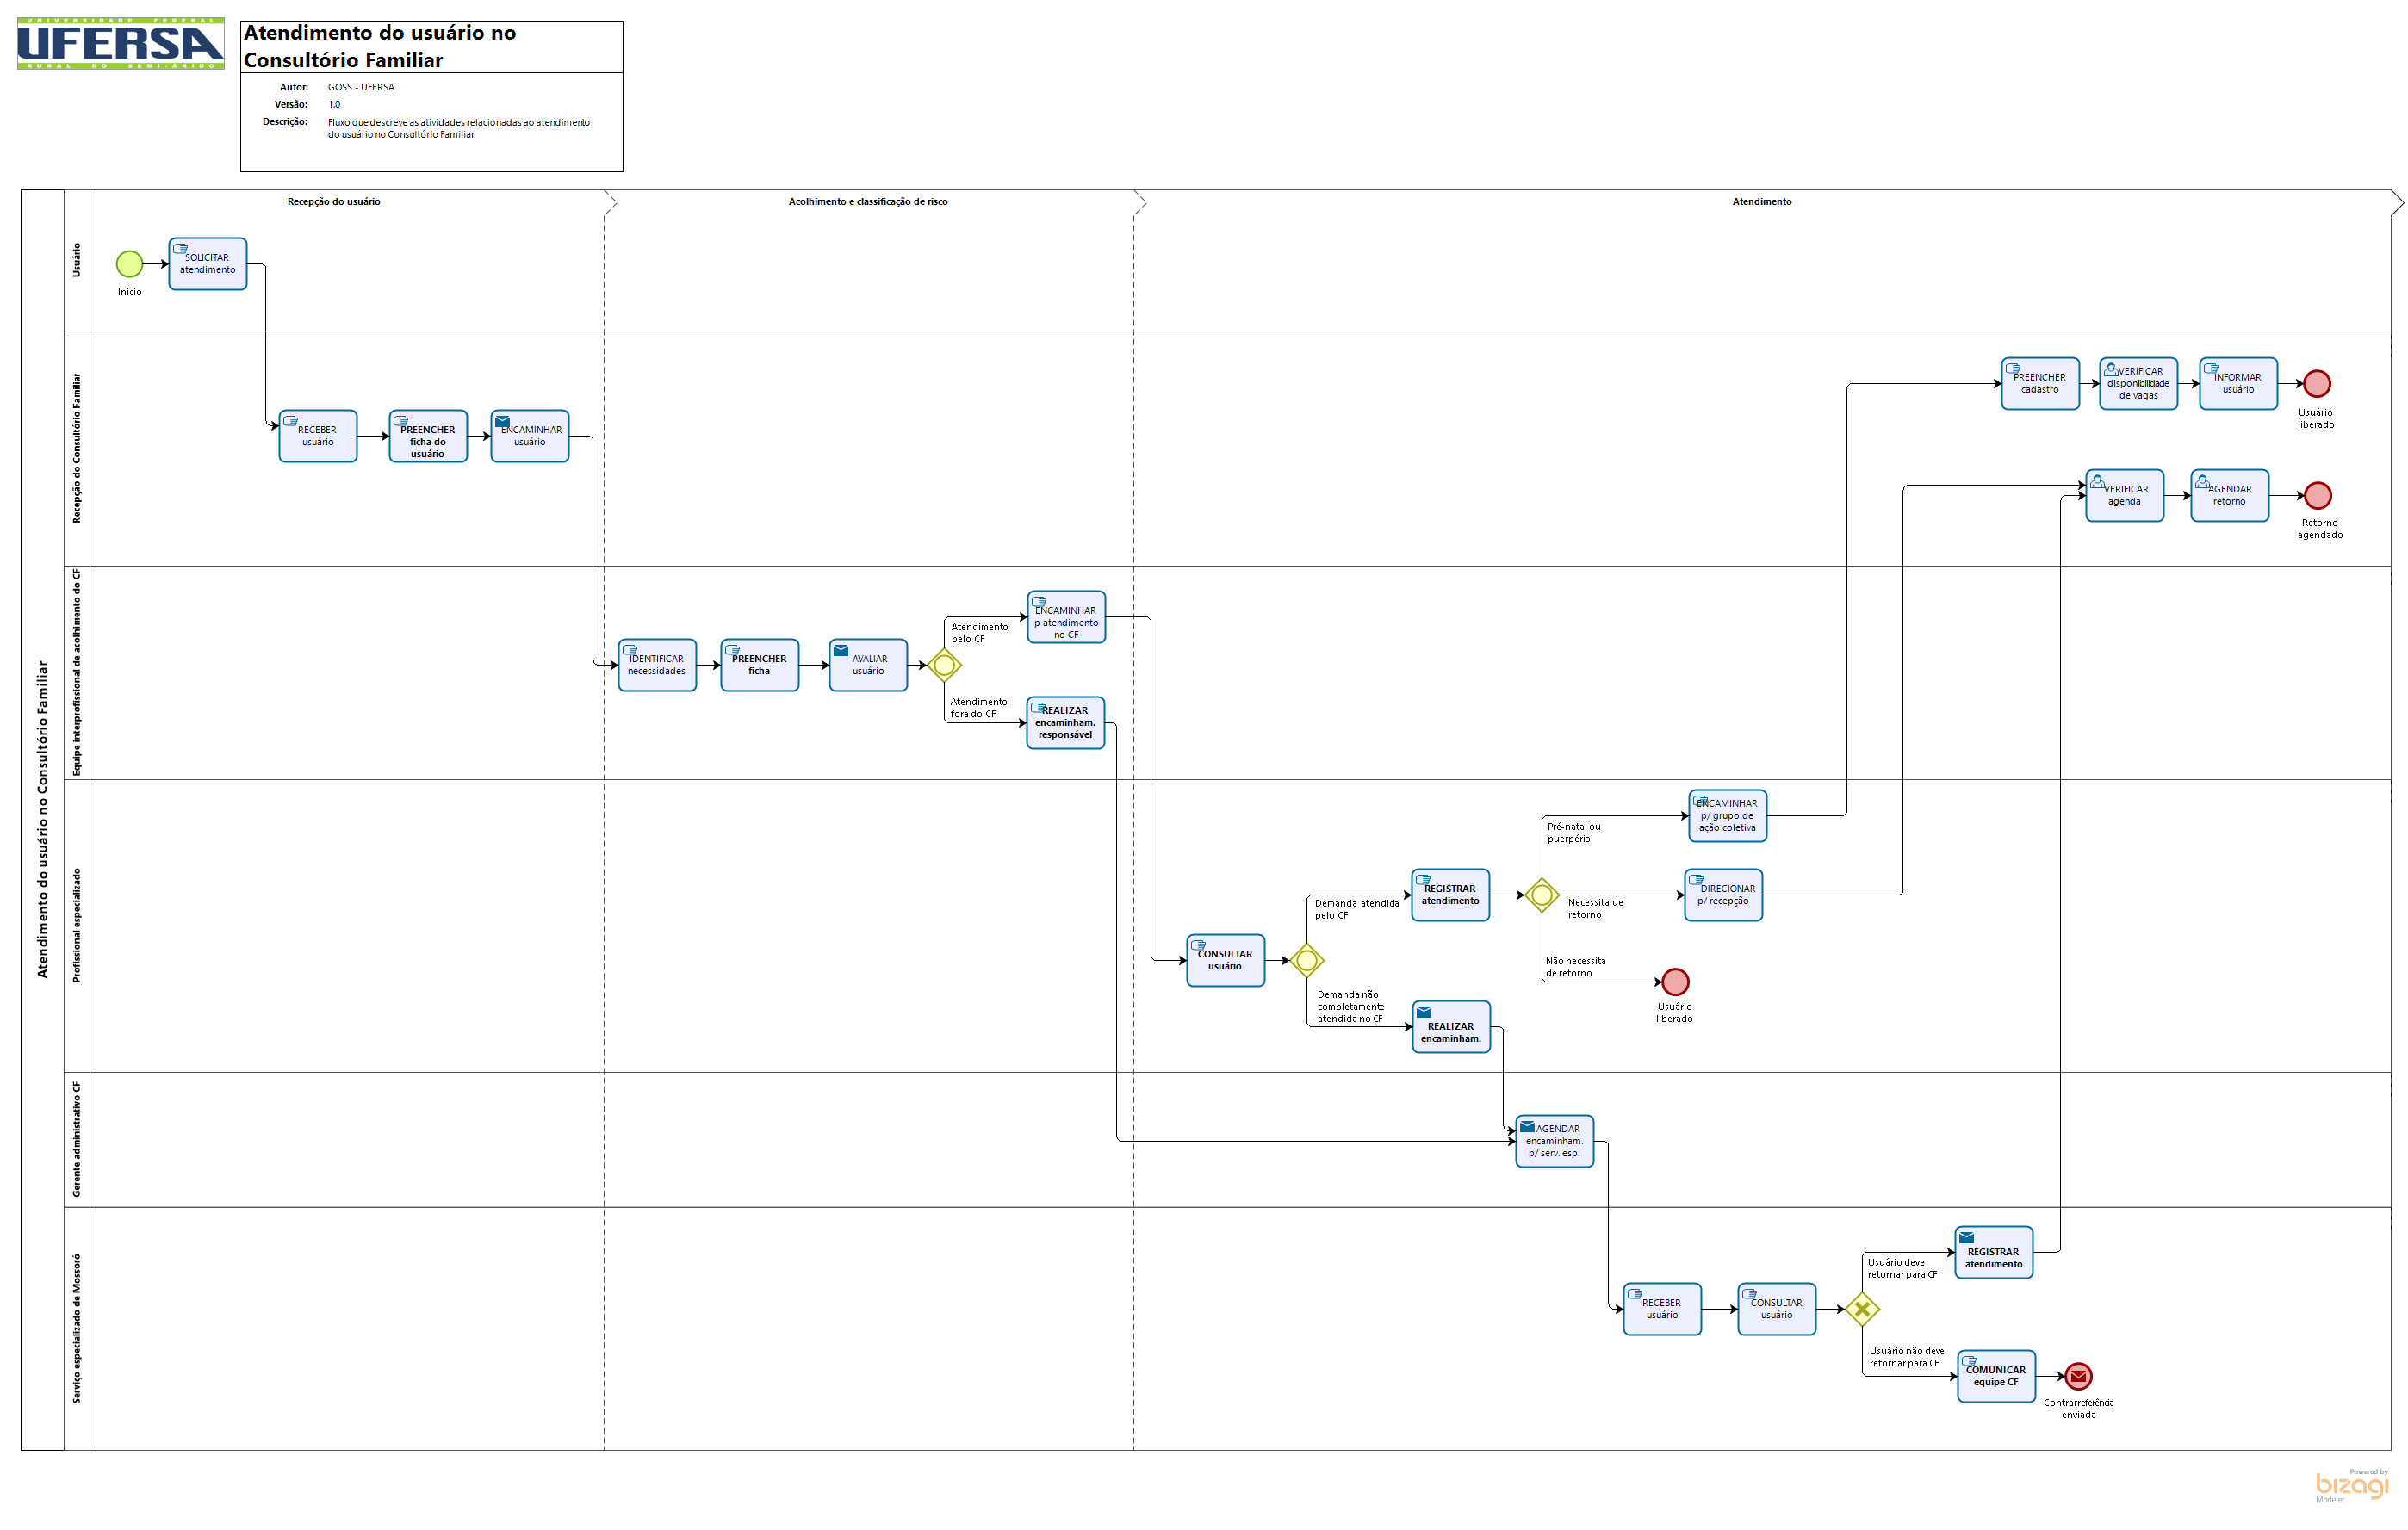 UNIVERSIDADE FEDERAL
UFERSA
RURAL DO SEMI-ÁRIDO
Atendimento do usuário no
Consultório Familiar
Autor: GOSS - UFERSA
Versão: 1.0
Descrição: Fluxo que descreve as atividades relacionadas ao atendimento
do usuário no Consultório Familiar.
Atendimento do usuário no Consultório Familiar
Recepção do usuário
Acolhimento e classificação de risco
Atendimento
Usuário
Início
SOLICITAR
atendimento
Recepção do Consultório Familiar
RECEBER
usuário
PREENCHER
ficha do
usuário
ENCAMINHAR
usuário
PREENCHER
cadastro
VERIFICAR
disponibilidade
de vagas
INFORMAR
usuário
Usuário
liberado
VERIFICAR
agenda
AGENDAR
retorno
Retorno
agendado
Equipe interprofissional de acolhimento do CF
IDENTIFICAR
necessidades
PREENCHER
ficha
AVALIAR
usuário
Atendimento
pelo CF
ENCAMINHAR
p atendimento
no CF
Atendimento
fora do CF
REALIZAR
encaminham.
responsável
Profissional especializado
CONSULTAR
usuário
Demanda atendida
pelo CF
REGISTRAR
atendimento
Pré-natal ou
puerpério
ENCAMINHAR
p/ grupo de
ação coletiva
Necessita de
retorno
DIRECIONAR
p/ recepção
Não necessita
de retorno
Usuário
liberado
Demanda não
completamente
atendida no CF
REALIZAR
encaminham.
Gerente administrativo CF
AGENDAR
encaminham.
p/ serv. esp.
Serviço especializado de Mossoró
RECEBER
usuário
CONSULTAR
usuário
Usuário deve
retornar para CF
REGISTRAR
atendimento
Usuário não deve
retornar para CF
COMUNICAR
equipe CF
Contrarreferência
enviada
Powered by
bizagi
Modeler